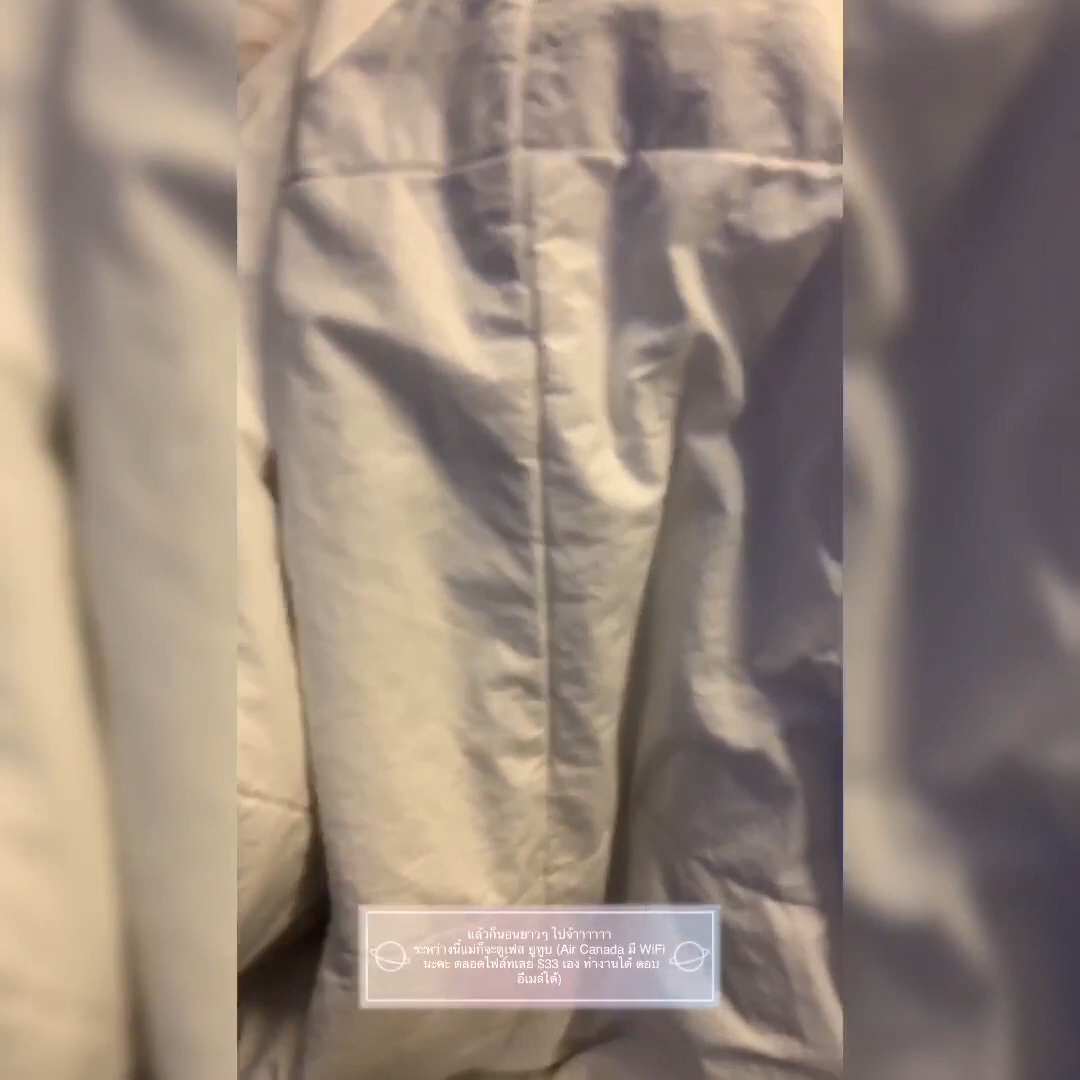 แล้วก็นอนยาวๆ ไปจ้าาาาาา
ระหว่างนี้แม่ก็จะดูเฟส ยูทูบ (Air Canada มี WiFi
นะคะ ตลอดไฟล์ทเลย $33 เอง ทำงานได้ ตอบ
อีเมล์ได้)